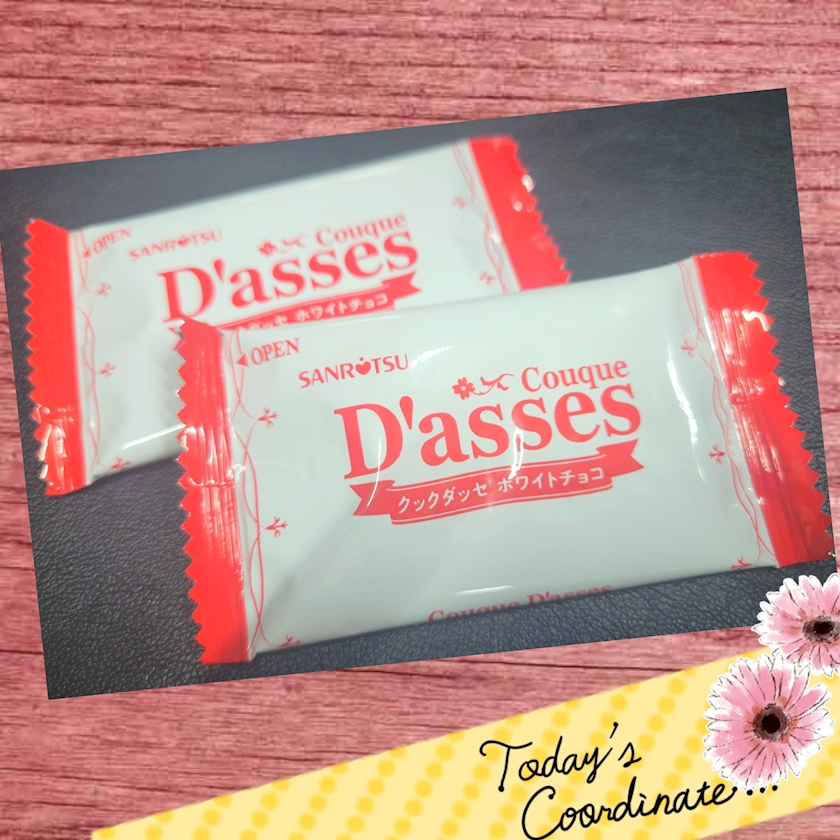 OPEN
SANRITSU
Couque
D'asses
クックダッセ ホワイトチョコ
OPEN
SANRITSU
Couque
D'asses
クックダッセ ホワイトチョコ
Couque D'asses
Today's
Coordinate...